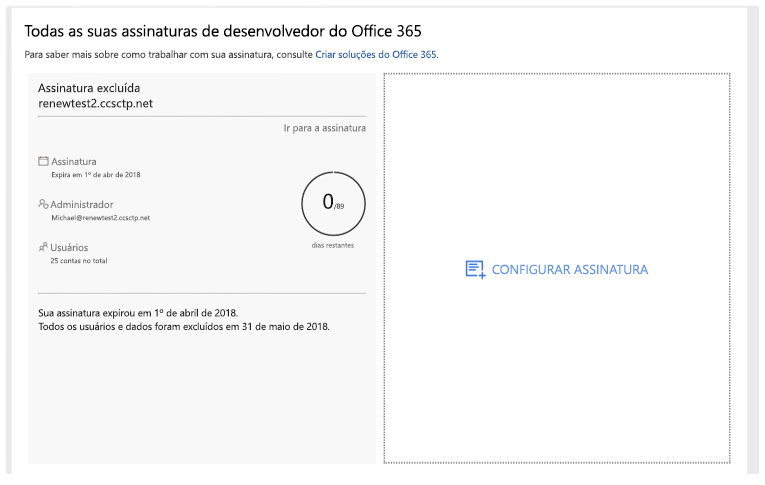 Todas as suas assinaturas de desenvolvedor do Office 365
Para saber mais sobre como trabalhar com sua assinatura, consulte Criar soluções do Office 365.
Assinatura excluída
renewtest2.ccsctp.net
Ir para a assinatura
Assinatura
Expira em 1º de abr de 2018
Administrador
Michael@renewtest2.ccsctp.net
0/89
dias restantes
Usuários
25 contas no total
Sua assinatura expirou em 1º de abril de 2018.
Todos os usuários e dados foram excluídos em 31 de maio de 2018.
CONFIGURAR ASSINATURA